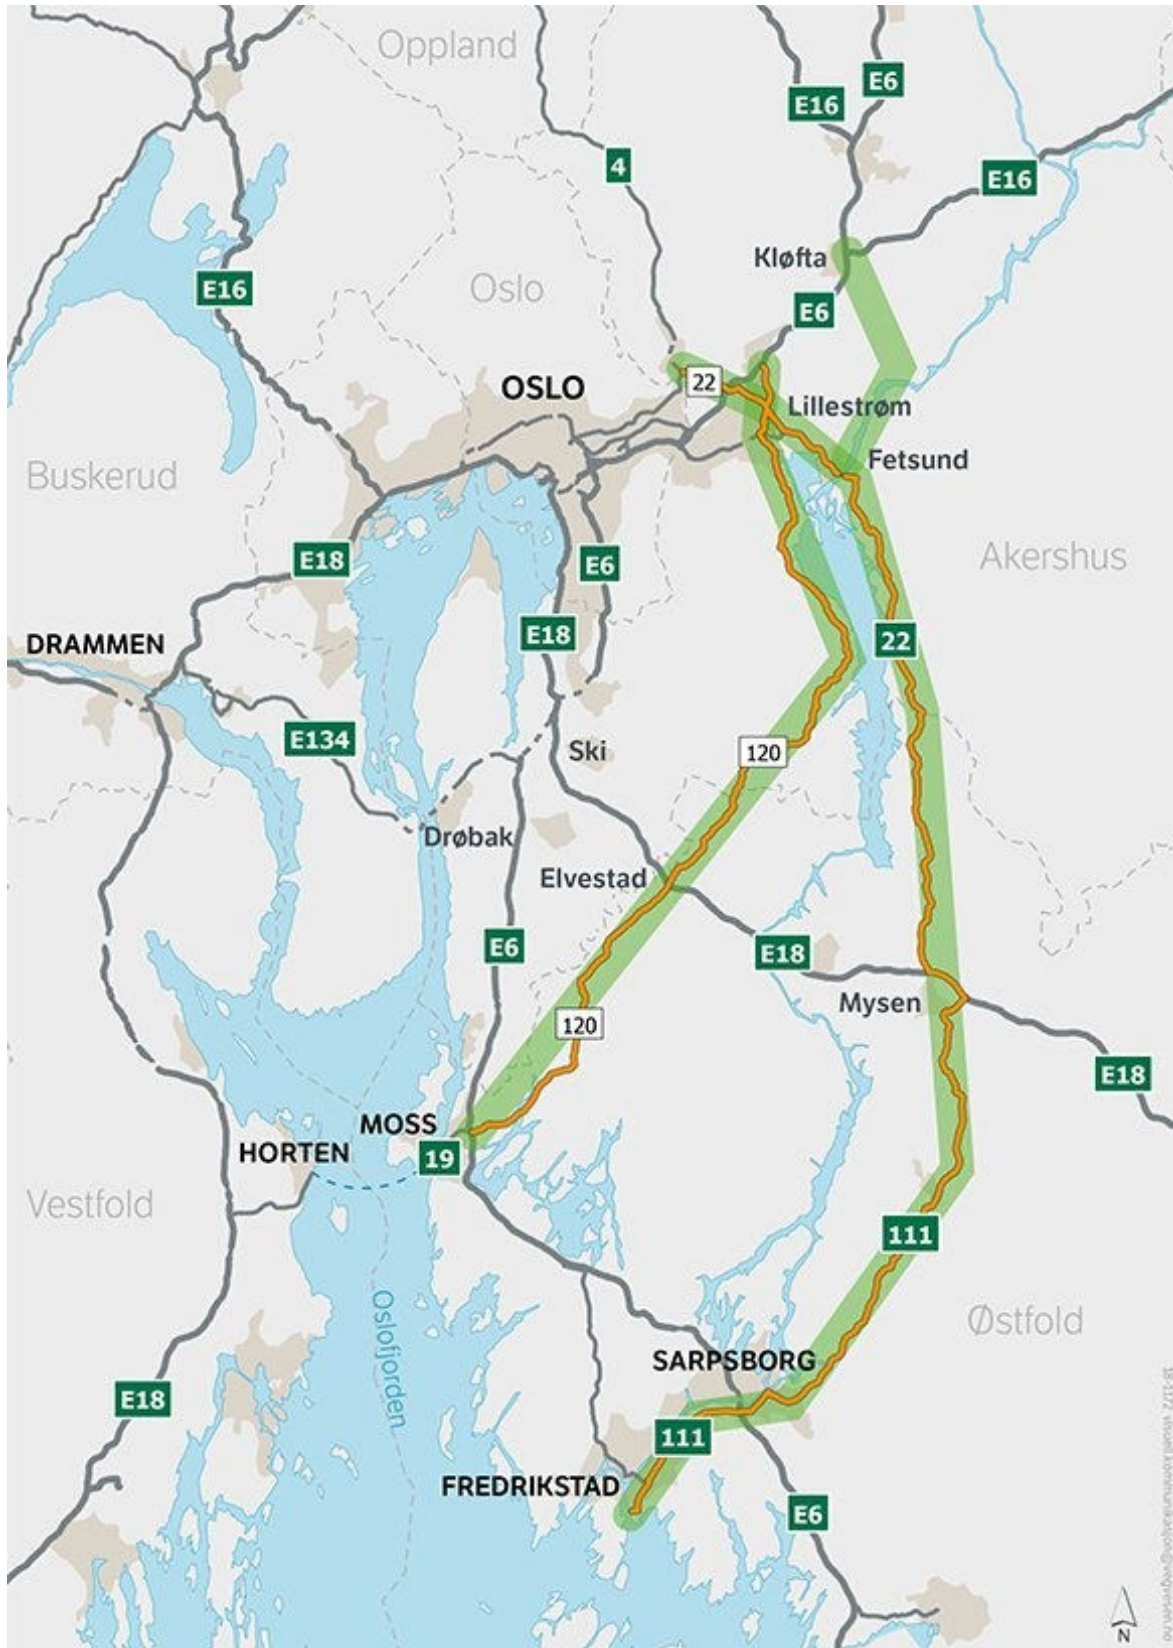 Oppland
E6
E16
4
E16
Kløfta
Oslo
E16
E6
22
OSLO
Lillestrøm
Fetsund
Buskerud
E18
E6
Akershus
E18
22
DRAMMEN
E134
Ski
120
Drøbak
Elvestad
E6
E18
Mysen
120
E18
MOSS
HORTEN
19
Vestfold
111
Oslofjorden
Østfold
SARPSBORG
E18
111
FREDRIKSTAD
E6
N